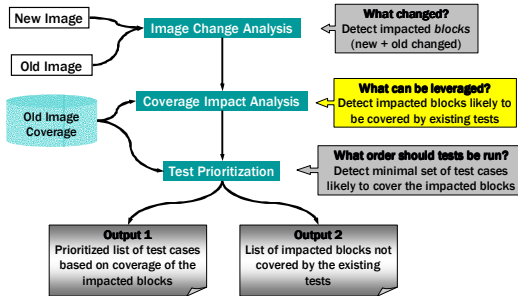 New Image
Old Image
Image Change Analysis
What changed?
Detect impacted blocks
(new + old changed)
Old Image
Coverage
Coverage Impact Analysis
What can be leveraged?
Detect impacted blocks likely to
be covered by existing tests
Test Prioritization
What order should tests be run?
Detect minimal set of test cases
likely to cover the impacted blocks
Output 1
Prioritized list of test cases
based on coverage of the
impacted blocks
Output 2
List of impacted blocks not
covered by the existing
tests